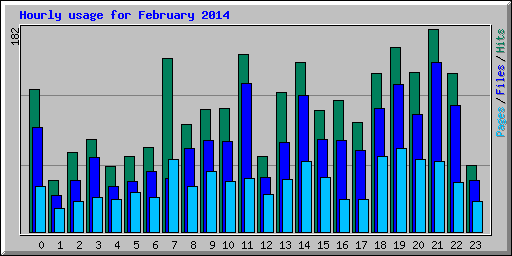 Hourly usage for February 2014
182
Pages/Files/Hits
0 1 2 3 4 5 6 7 8 9 10 11 12 13 14 15 16 17 18 19 20 21 22 23